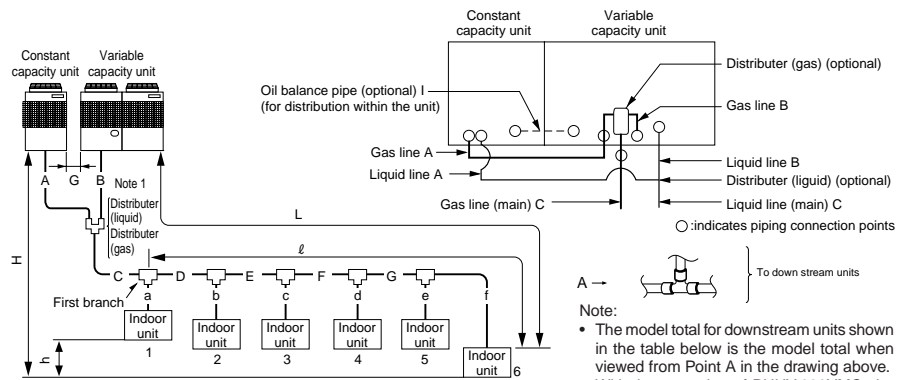 Constant
capacity unit
Variable
capacity unit
A
G
B
Note 1
Distributer
(liquid)
Distributer
(gas)
H
L
ℓ
C
D
E
F
G
First branch
a
b
c
d
e
f
Indoor
unit
1
Indoor
unit
2
Indoor
unit
3
Indoor
unit
4
Indoor
unit
5
Indoor
unit
6
h
Constant
capacity unit
Variable
capacity unit
Oil balance pipe (optional) I
(for distribution within the unit)
Distributer (gas) (optional)
Gas line B
Gas line A
Liquid line A
Liquid line B
Distributer (liguid) (optional)
Gas line (main) C
Liquid line (main) C
:indicates piping connection points
A →
To down stream units
Note:
• The model total for downstream units shown
in the table below is the model total when
viewed from Point A in the drawing above.